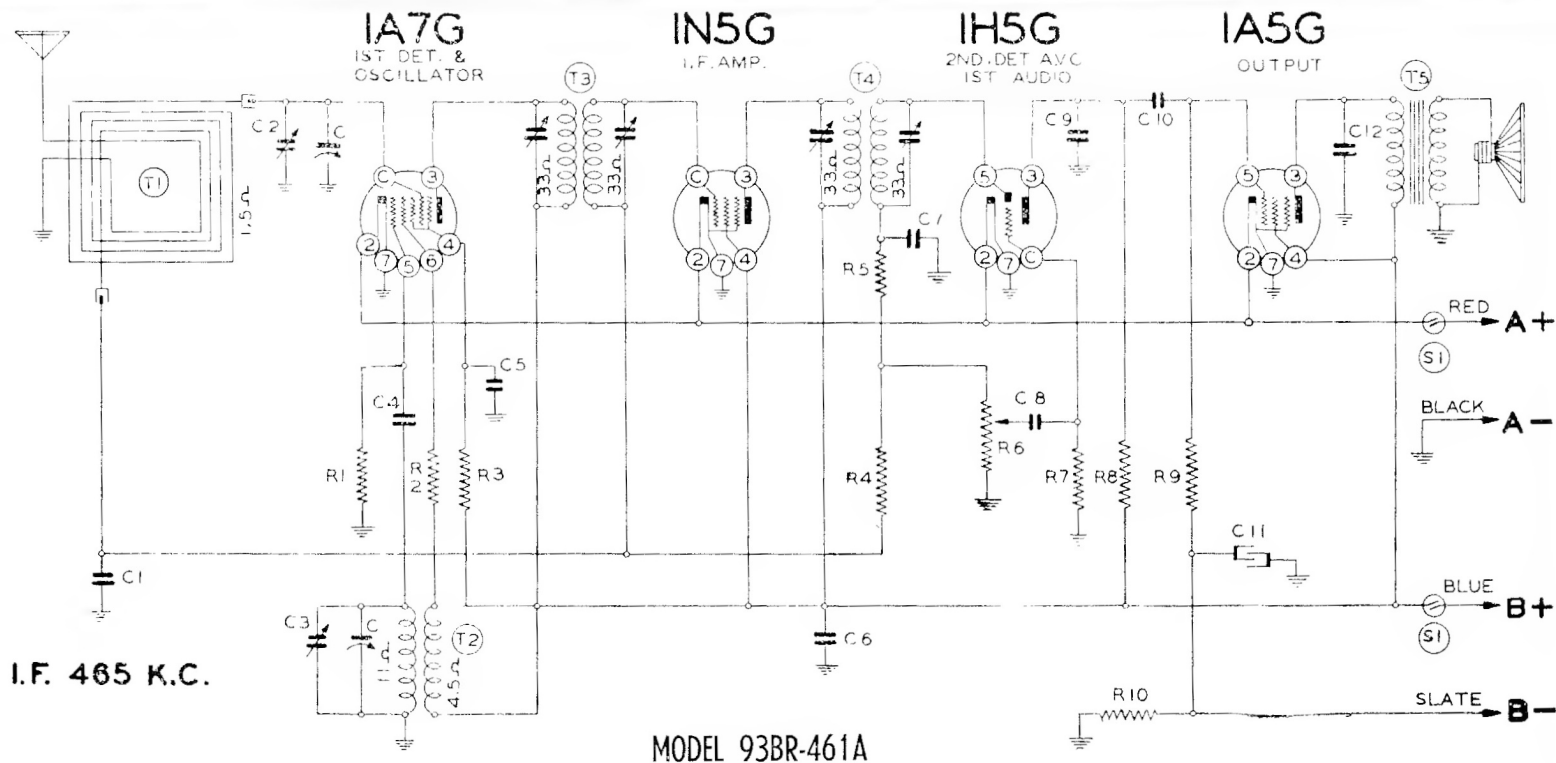 IA7G
IST DET. &
OSCILLATOR
IN5G
I.F. AMP.
IH5G
2ND. DET. AVC
IST AUDIO
IA5G
OUTPUT
T1
1.5Ω
C2
C
T3
33Ω
33Ω
T4
33Ω
33Ω
C9
C10
C12
T5
C
3
2
7
5
6
4
C
3
2
7
4
5
3
2
7
C
5
3
2
7
4
C7
R5
RED
A+
S1
C5
C4
C8
BLACK
A-
R1
R2
R3
R4
R6
R7
R8
R9
C11
C1
BLUE
B+
S1
C3
C
11Ω
4.5Ω
T2
C6
I.F. 465 K.C.
R10
SLATE
B-
MODEL 93BR-461A